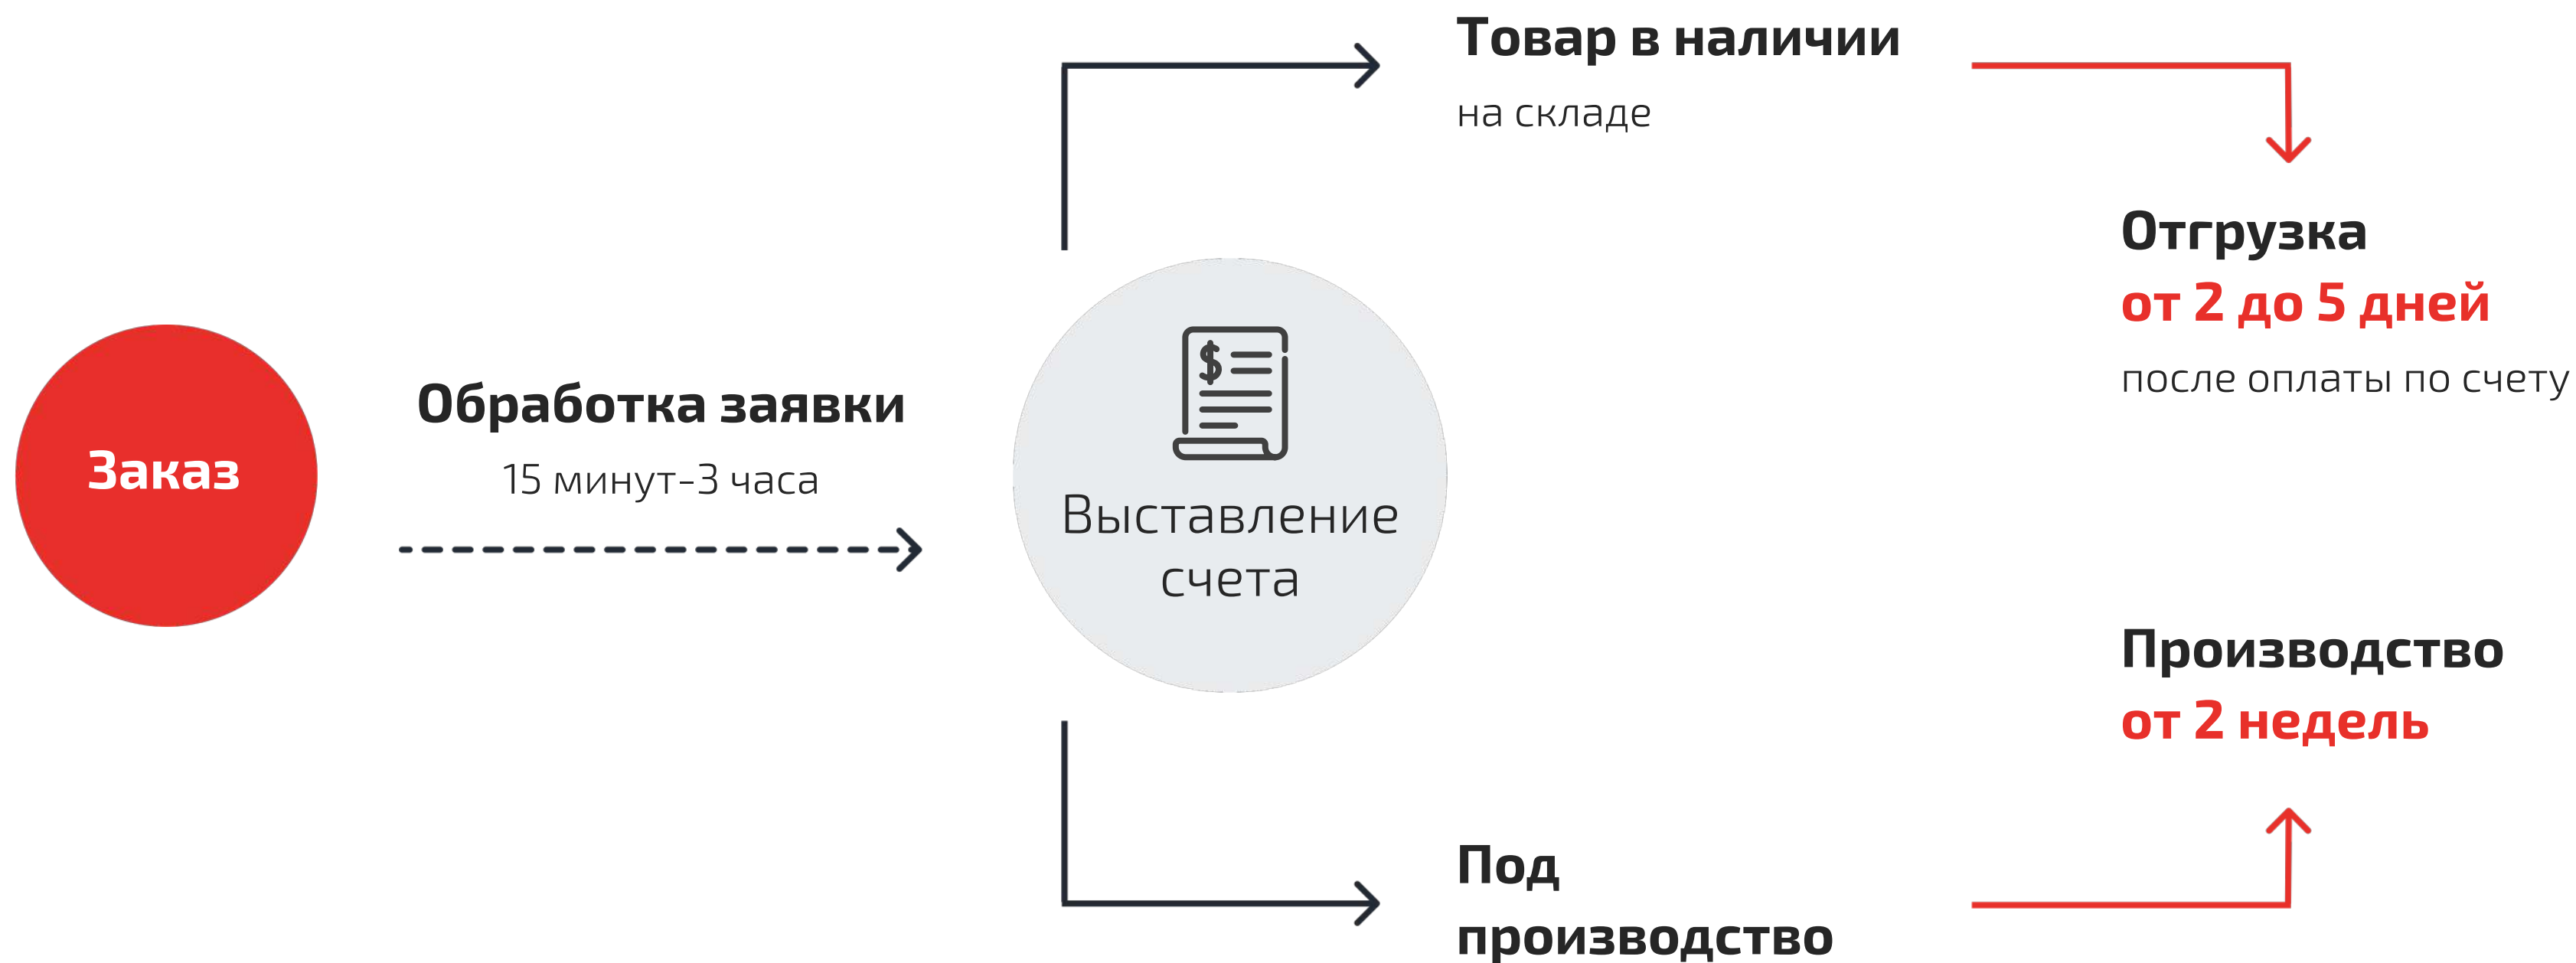 Заказ
Обработка заявки
15 минут-3 часа
$
Выставление
счета
Товар в наличии
на складе
Отгрузка
от 2 до 5 дней
после оплаты по счету
Под
производство
Производство
от 2 недель